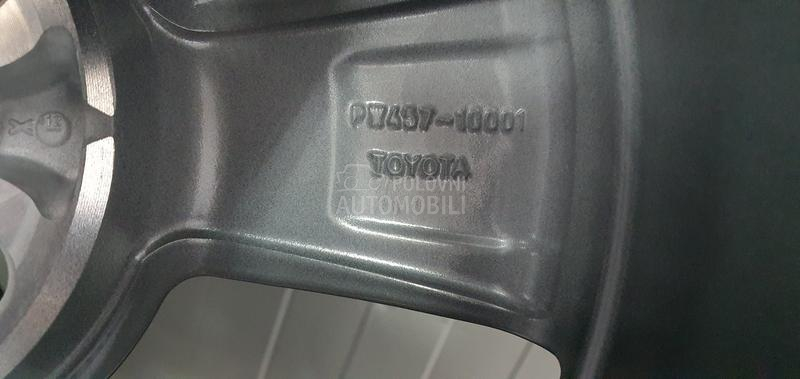 PW457-10001
TOYOTA
POLOVNI
AUTOMOBILI